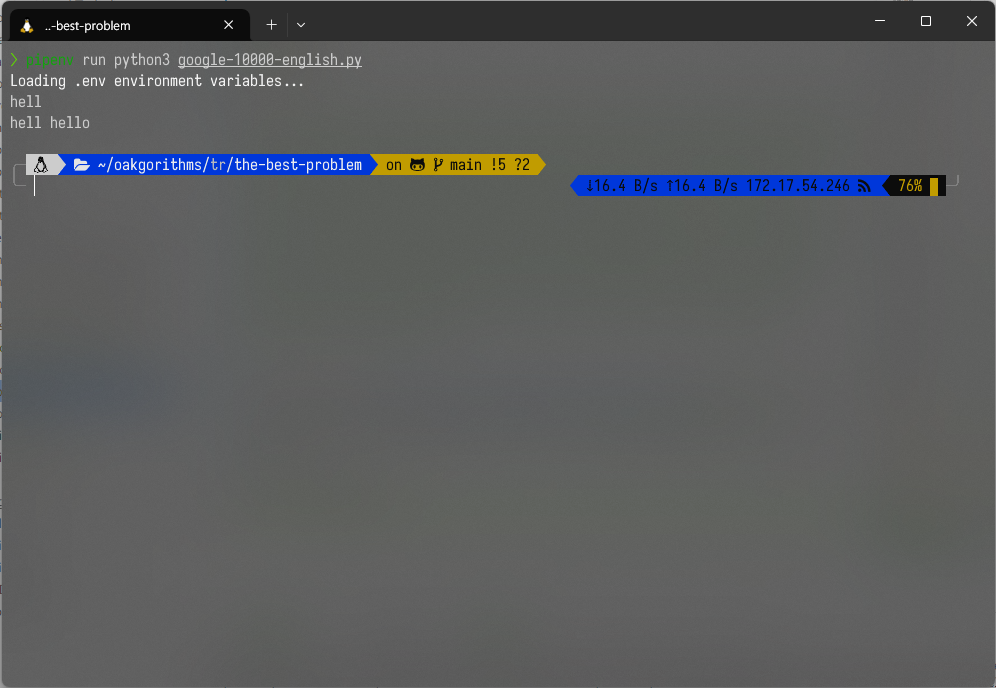 ..-best-problem
❯ pipenv run python3 google-10000-english.py
Loading .env environment variables...
hell
hell hello
~/oakgorithms/tr/the-best-problem on main !5 ?2
↓16.4 B/s ↑16.4 B/s 172.17.54.246 76%